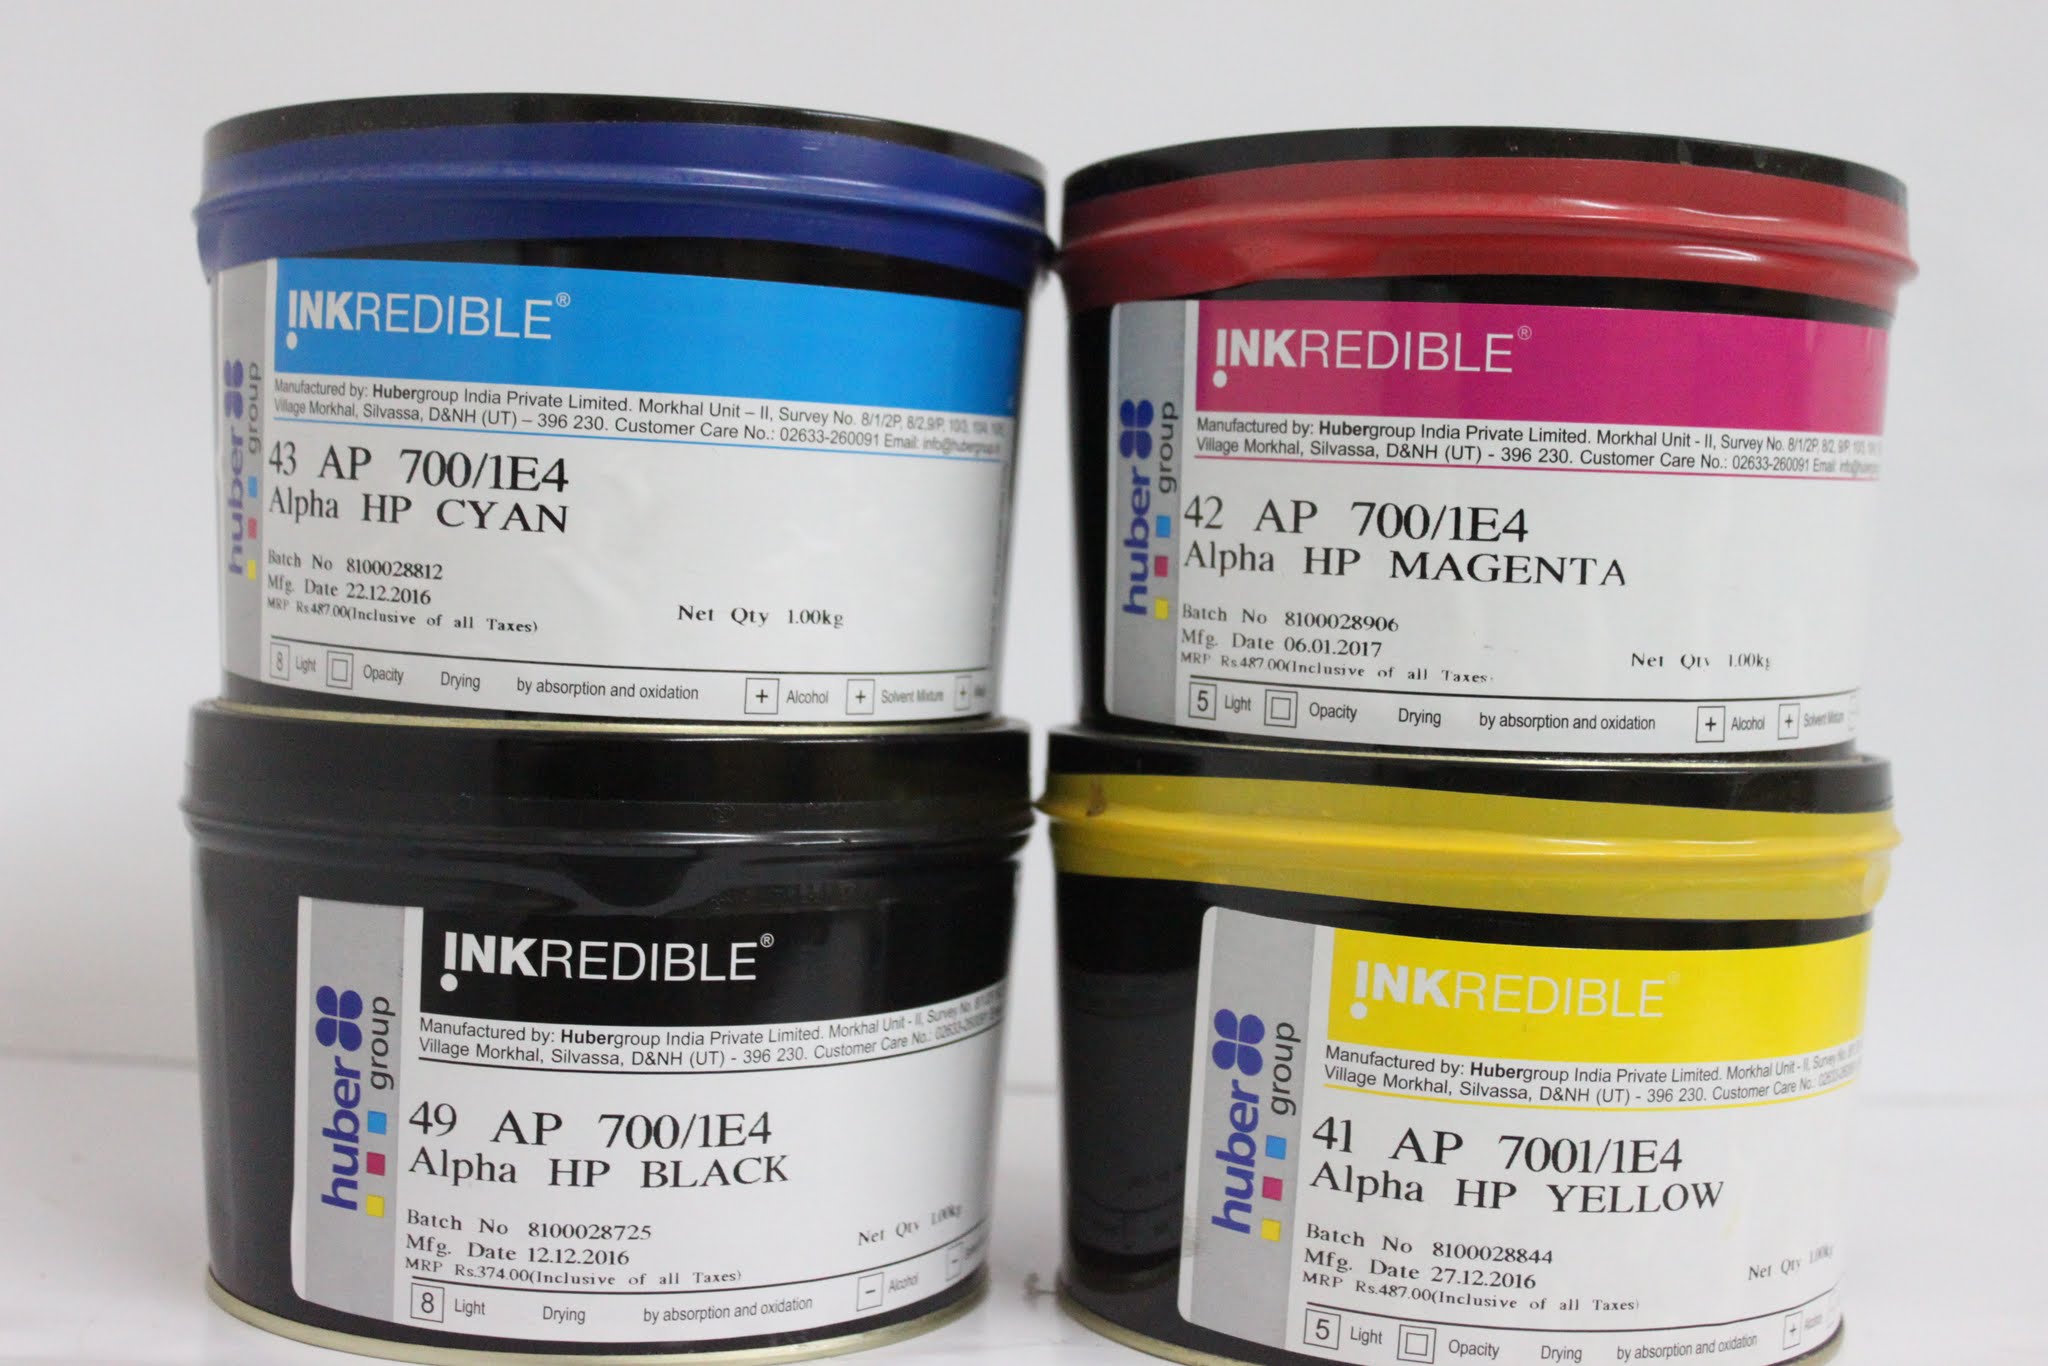 INKREDIBLE®
huber group
Manufactured by: Hubergroup India Private Limited. Morkhal Unit – II, Survey No. 8/1/2P, 8/2,9/P, 10/3,
Village Morkhal, Silvassa, D&NH (UT) – 396 230. Customer Care No.: 02633-260091 Email: info@hubergroup.in
43 AP 700/1E4
Alpha HP CYAN
Batch No 8100028812
Mfg. Date 22.12.2016
MRP Rs.487.00(Inclusive of all Taxes)
Net Qty 1.00kg
8 Light Opacity Drying by absorption and oxidation + Alcohol + Solvent Mixture +
INKREDIBLE®
huber group
Manufactured by: Hubergroup India Private Limited. Morkhal Unit - II, Survey No. 8/1/2P, 8/2, 9/P, 10/3,
Village Morkhal, Silvassa, D&NH (UT) - 396 230. Customer Care No.: 02633-260091 Email:
42 AP 700/1E4
Alpha HP MAGENTA
Batch No 8100028906
Mfg. Date 06.01.2017
MRP Rs.487.00(Inclusive of all Taxes)
Net Qty 1.00kg
5 Light Opacity Drying by absorption and oxidation + Alcohol + Solvent Mixture
INKREDIBLE®
huber group
Manufactured by: Hubergroup India Private Limited. Morkhal Unit - II, Survey No.
Village Morkhal, Silvassa, D&NH (UT) - 396 230. Customer Care No.: 02633-260091
49 AP 700/1E4
Alpha HP BLACK
Batch No 8100028725
Mfg. Date 12.12.2016
MRP Rs.374.00(Inclusive of all Taxes)
Net Qty 1.00kg
8 Light Drying by absorption and oxidation - Alcohol -
INKREDIBLE®
huber group
Manufactured by: Hubergroup India Private Limited. Morkhal Unit - II, Survey No.
Village Morkhal, Silvassa, D&NH (UT) - 396 230. Customer Care No.:
41 AP 7001/1E4
Alpha HP YELLOW
Batch No 8100028844
Mfg. Date 27.12.2016
MRP Rs.487.00(Inclusive of all Taxes)
Net Qty 1.00kg
5 Light Opacity Drying by absorption and oxidation + Alcohol